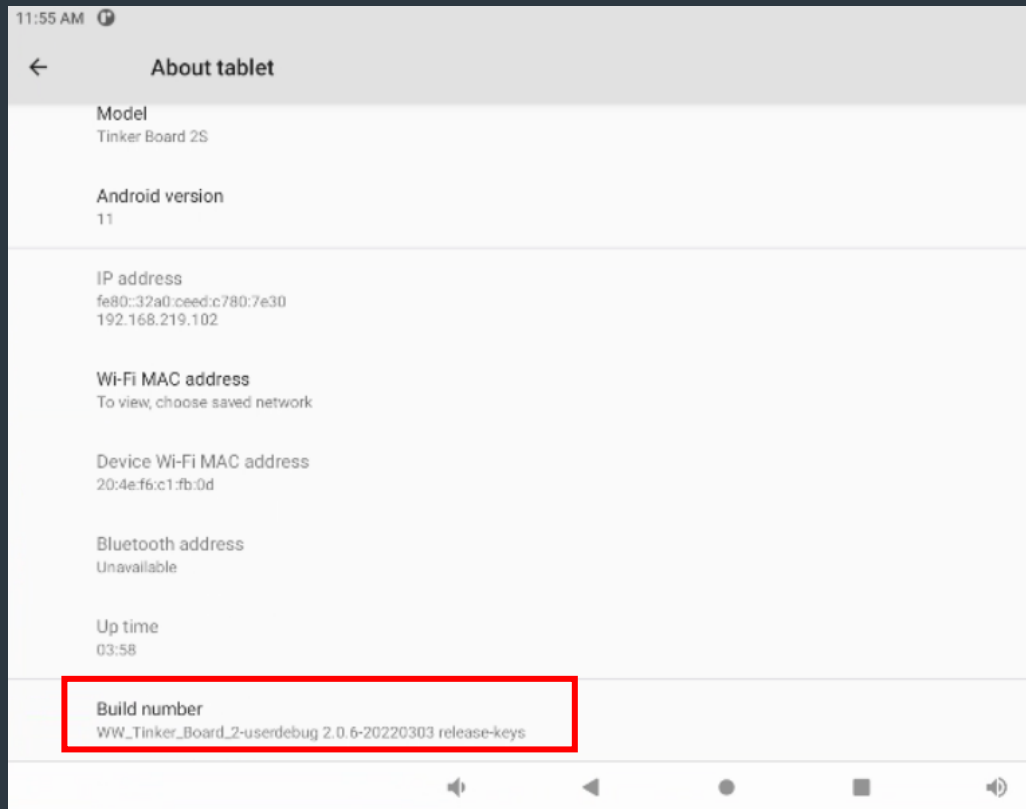 11:55 AM
About tablet
Model
Tinker Board 2S
Android version
11
IP address
fe80::32a0:ceed:c780:7e30
192.168.219.102
Wi-Fi MAC address
To view, choose saved network
Device Wi-Fi MAC address
20:4e:f6:c1:fb:0d
Bluetooth address
Unavailable
Up time
03:58
Build number
WW_Tinker_Board_2-userdebug 2.0.6-20220303 release-keys